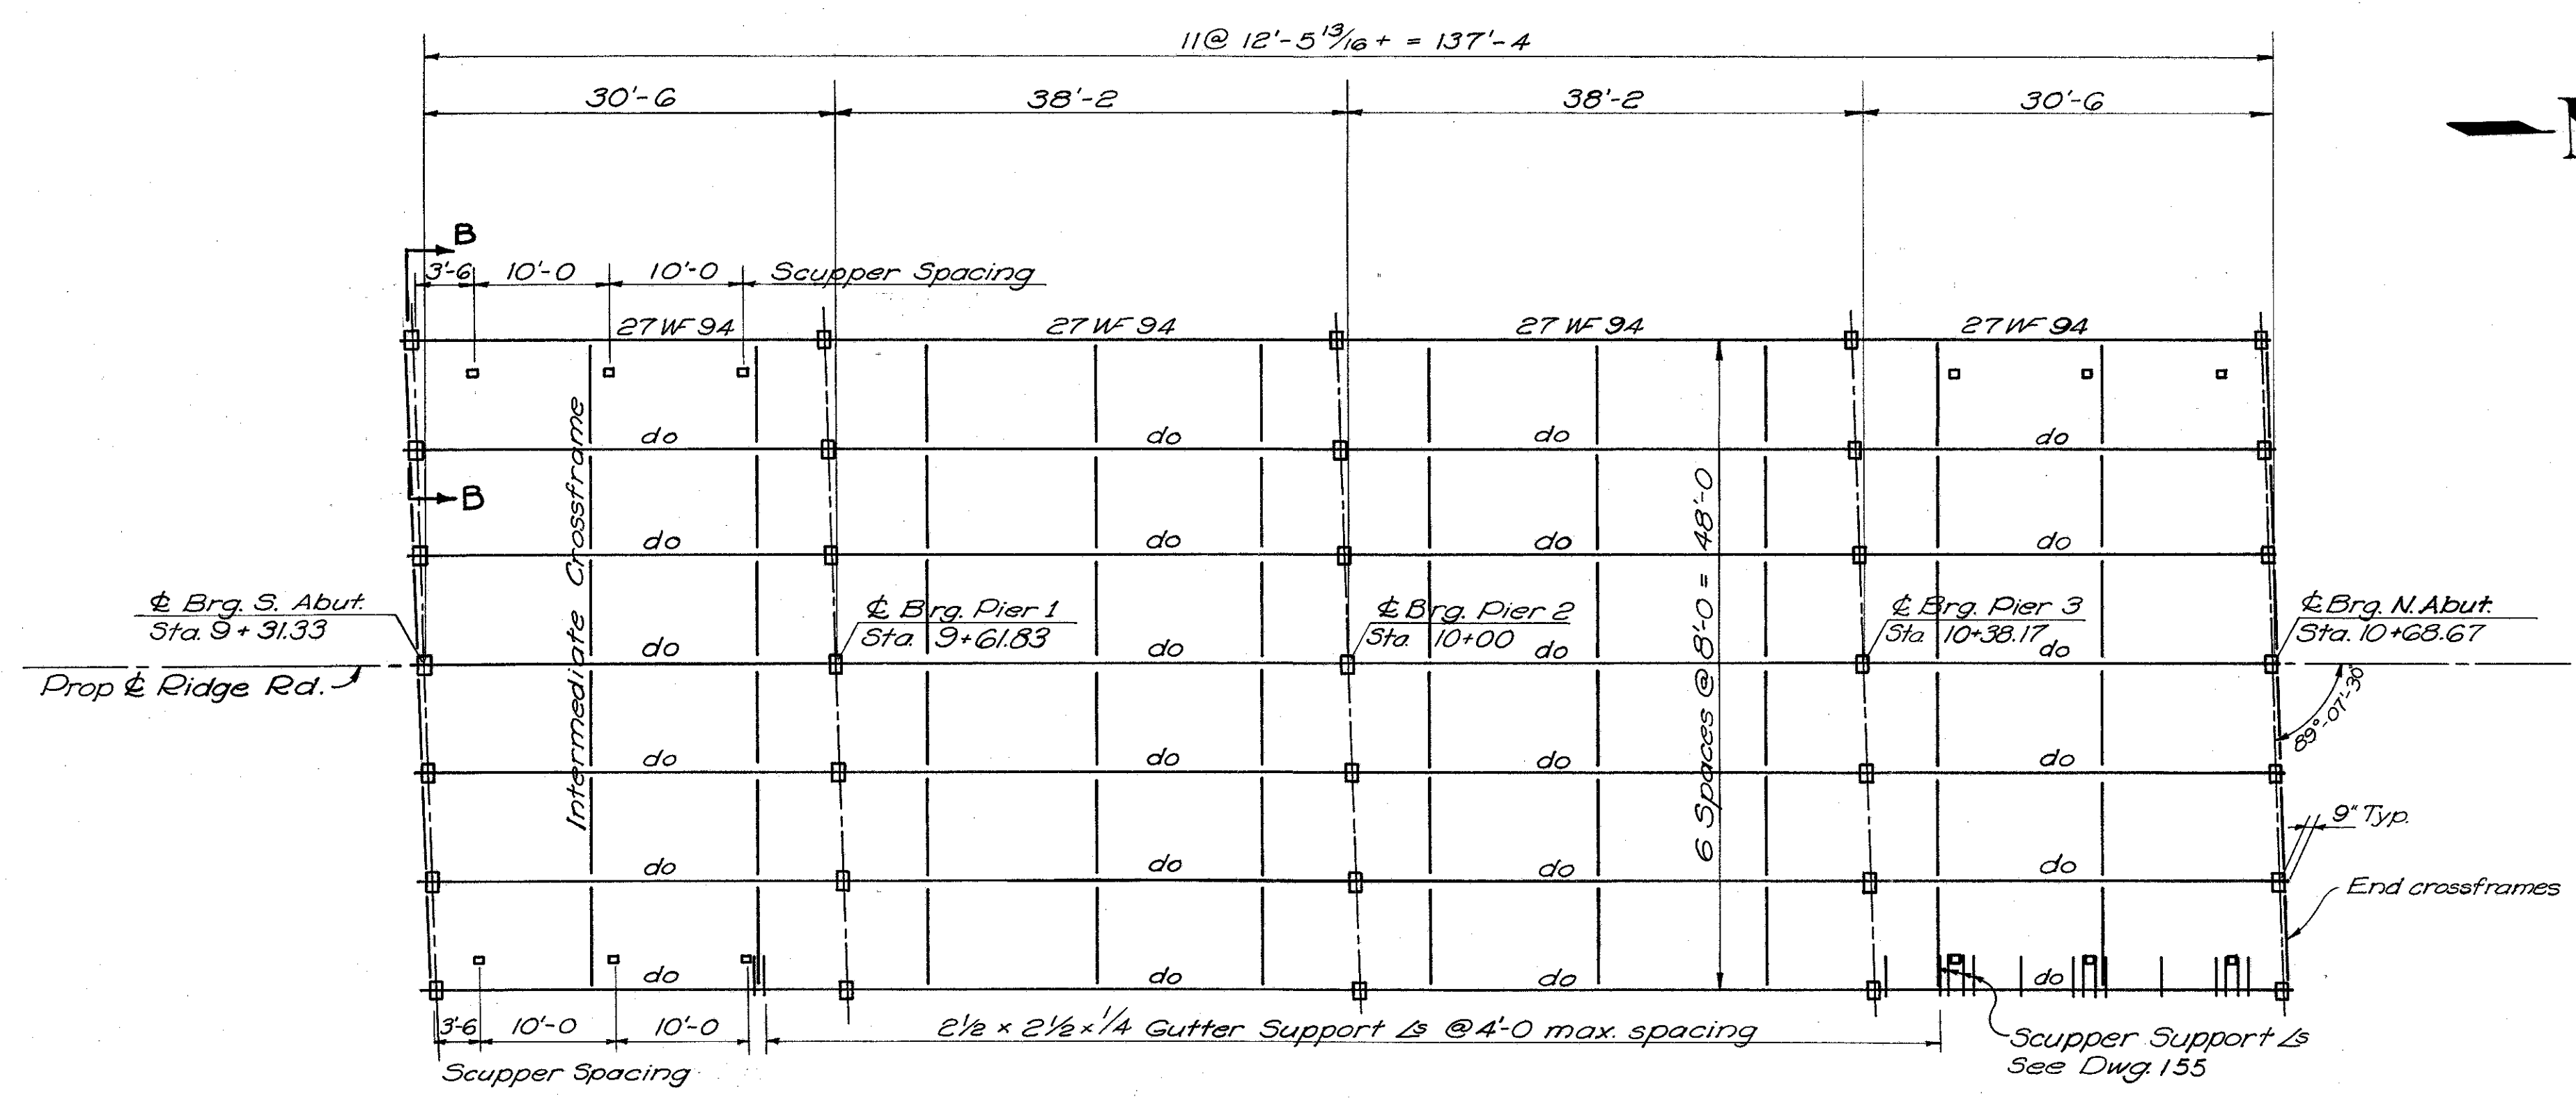 11@ 12'-5 13/16 + = 137'-4
30'-6
38'-2
38'-2
30'-6
B
3'-6
10'-0
10'-0
Scupper Spacing
27 WF 94
27 WF 94
27 WF 94
27 WF 94
do
do
do
do
B
do
do
do
do
Intermediate Crossframe
6 Spaces @ 8'-0 = 48'-0
℄ Brg. S. Abut.
Sta. 9+31.33
℄ Brg. Pier 1
Sta. 9+61.83
℄ Brg. Pier 2
Sta 10+00
℄ Brg. Pier 3
Sta 10+38.17
℄ Brg. N. Abut.
Sta. 10+68.67
do
do
do
do
Prop ℄ Ridge Rd.
89°-07'-30"
do
do
do
do
9" Typ.
do
do
do
do
End crossframes
do
do
do
do
3'-6
10'-0
10'-0
2½ x 2½ x ¼ Gutter Support ∠s @ 4'-0 max. spacing
Scupper Support ∠s
See Dwg. 155
Scupper Spacing